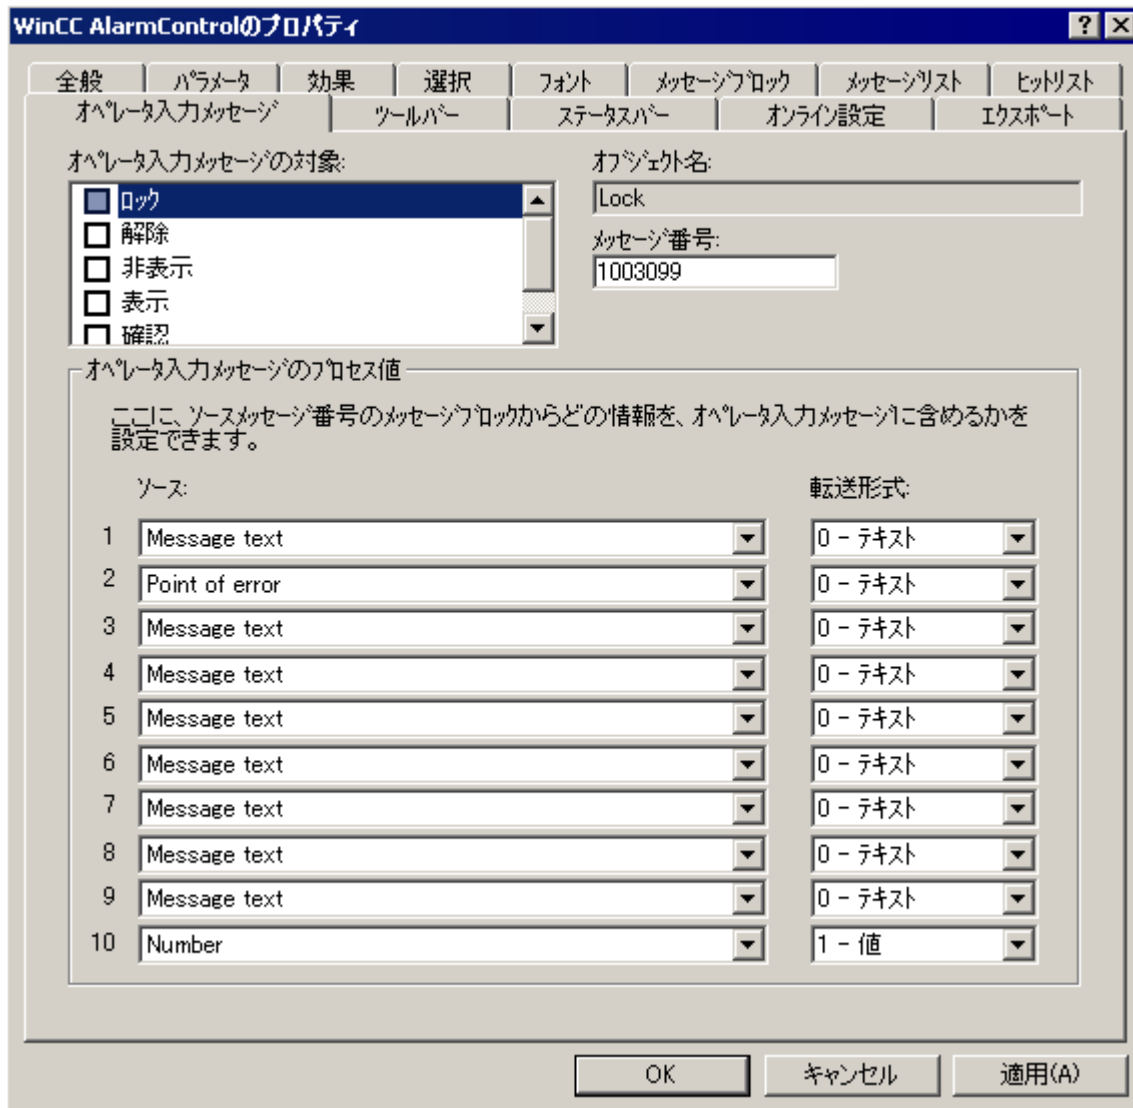 WinCC AlarmControlのプロパティ
全般 パラメータ 効果 選択 フォント メッセージブロック メッセージリスト ヒットリスト
オペレータ入力メッセージ ツールバー ステータスバー オンライン設定 エクスポート
オペレータ入力メッセージの対象:
オブジェクト名:
ロック
Lock
解除
メッセージ番号:
非表示
1003099
表示
確認
オペレータ入力メッセージのプロセス値
ここに、ソースメッセージ番号のメッセージブロックからどの情報を、オペレータ入力メッセージに含めるかを
設定できます。
ソース: 転送形式:
1 Message text 0 - テキスト
2 Point of error 0 - テキスト
3 Message text 0 - テキスト
4 Message text 0 - テキスト
5 Message text 0 - テキスト
6 Message text 0 - テキスト
7 Message text 0 - テキスト
8 Message text 0 - テキスト
9 Message text 0 - テキスト
10 Number 1 - 値
OK キャンセル 適用(A)